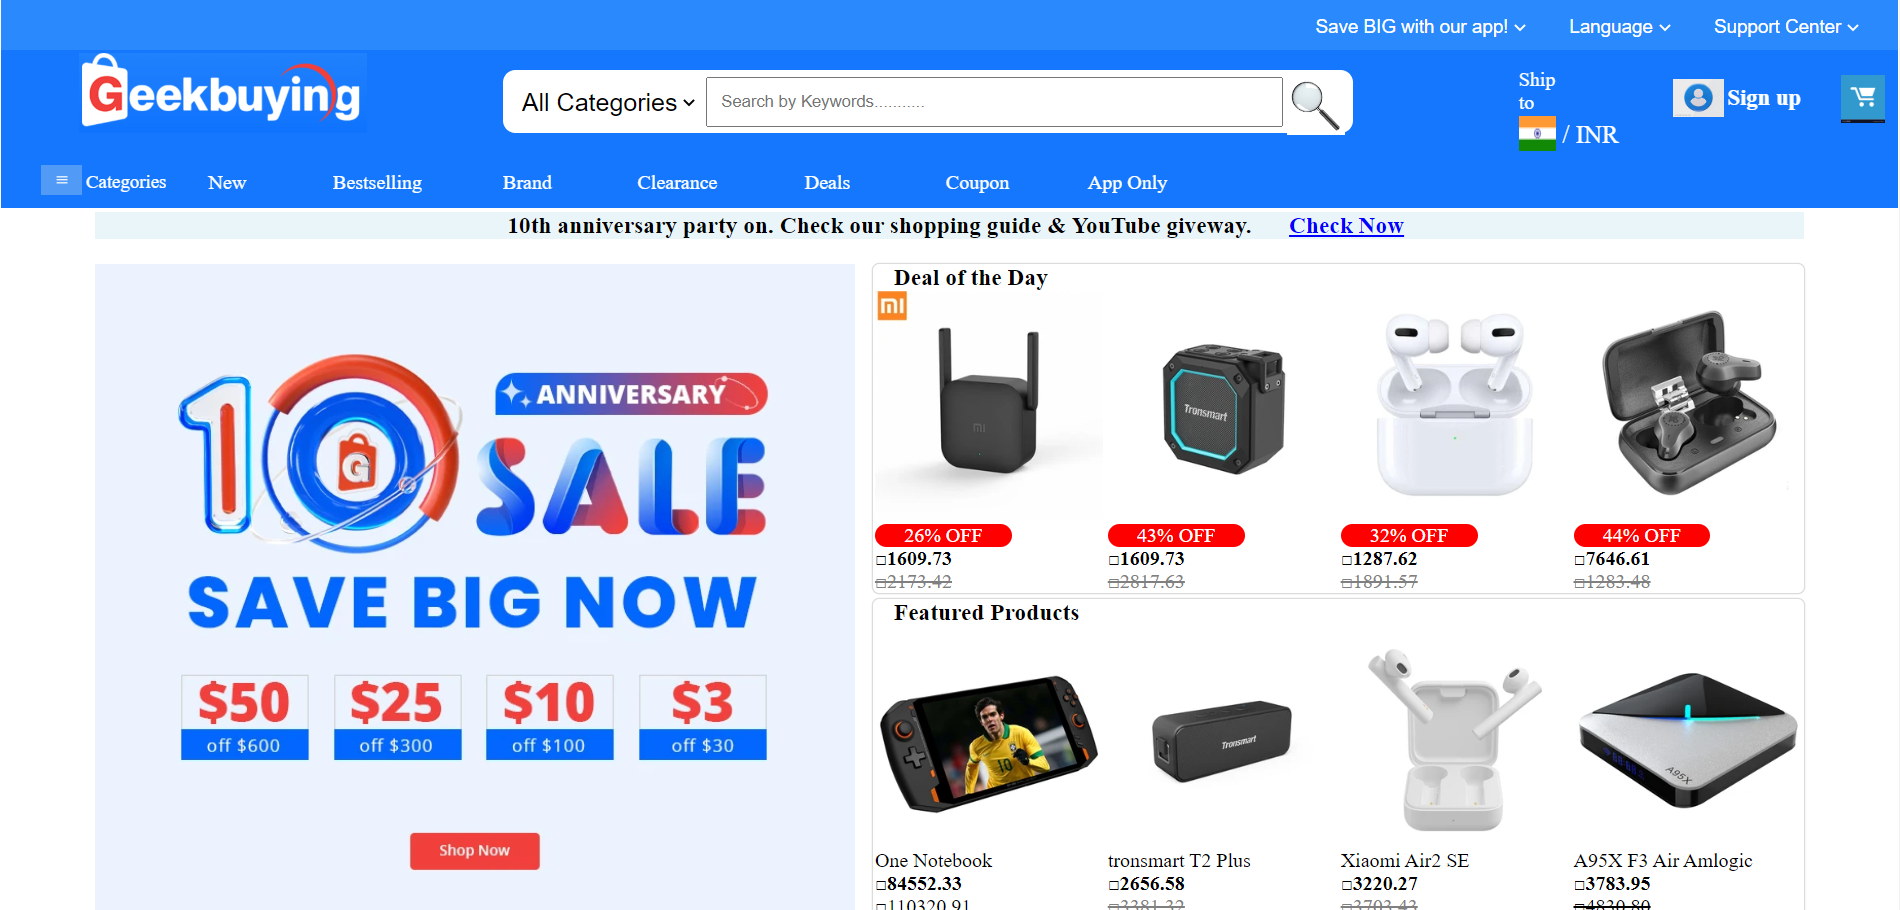 Save BIG with our app!
Language
Support Center
Geekbuying
All Categories
Search by Keywords...........
Ship
to
/ INR
Sign up
Categories
New
Bestselling
Brand
Clearance
Deals
Coupon
App Only
10th anniversary party on. Check our shopping guide & YouTube giveway.
Check Now
10
ANNIVERSARY
SALE
SAVE BIG NOW
$50
off $600
$25
off $300
$10
off $100
$3
off $30
Shop Now
Deal of the Day
mi
mi
Tronsmart
26% OFF
43% OFF
32% OFF
44% OFF
□1609.73
□1609.73
□1287.62
□7646.61
□2173.42
□2817.63
□1891.57
□1283.48
Featured Products
10
Tronsmart
A95X
One Notebook
tronsmart T2 Plus
Xiaomi Air2 SE
A95X F3 Air Amlogic
□84552.33
□2656.58
□3220.27
□3783.95
□110320.91
□3381.32
□3703.43
□4830.80